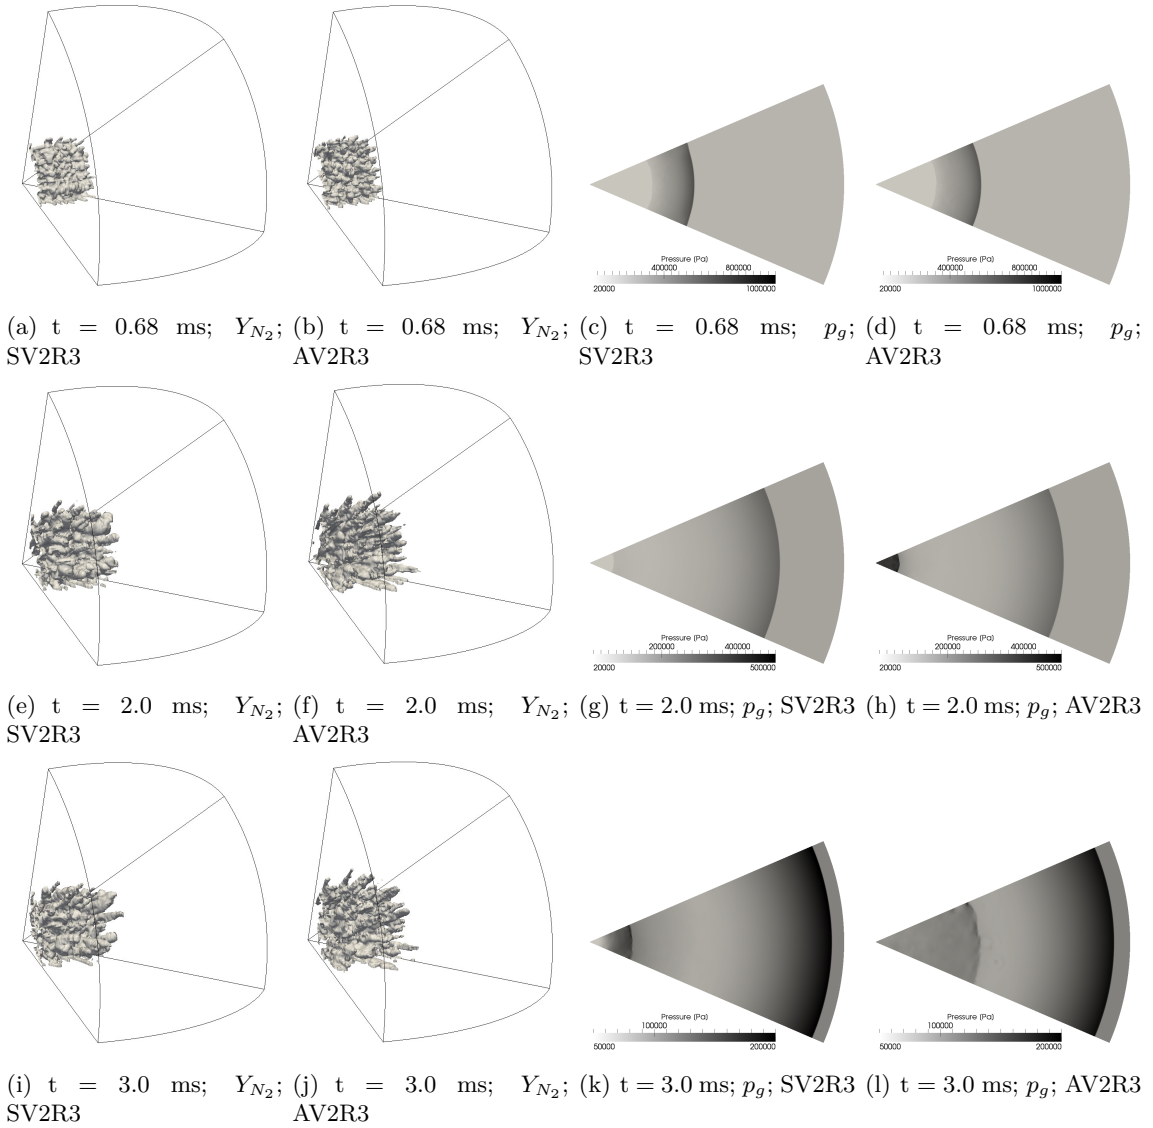 Pressure (Pa)
400000 800000
20000 1000000
Pressure (Pa)
400000 600000
20000 1000000
(a) t = 0.68 ms; Y_{N_2}; SV2R3
(b) t = 0.68 ms; Y_{N_2}; AV2R3
(c) t = 0.68 ms; p_g; SV2R3
(d) t = 0.68 ms; p_g; AV2R3
Pressure (Pa)
200000 400000
20000 500000
Pressure (Pa)
200000 400000
20000 500000
(e) t = 2.0 ms; Y_{N_2}; SV2R3
(f) t = 2.0 ms; Y_{N_2}; AV2R3
(g) t = 2.0 ms; p_g; SV2R3
(h) t = 2.0 ms; p_g; AV2R3
Pressure (Pa)
100000
50000 200000
Pressure (Pa)
100000
50000 200000
(i) t = 3.0 ms; Y_{N_2}; SV2R3
(j) t = 3.0 ms; Y_{N_2}; AV2R3
(k) t = 3.0 ms; p_g; SV2R3
(l) t = 3.0 ms; p_g; AV2R3